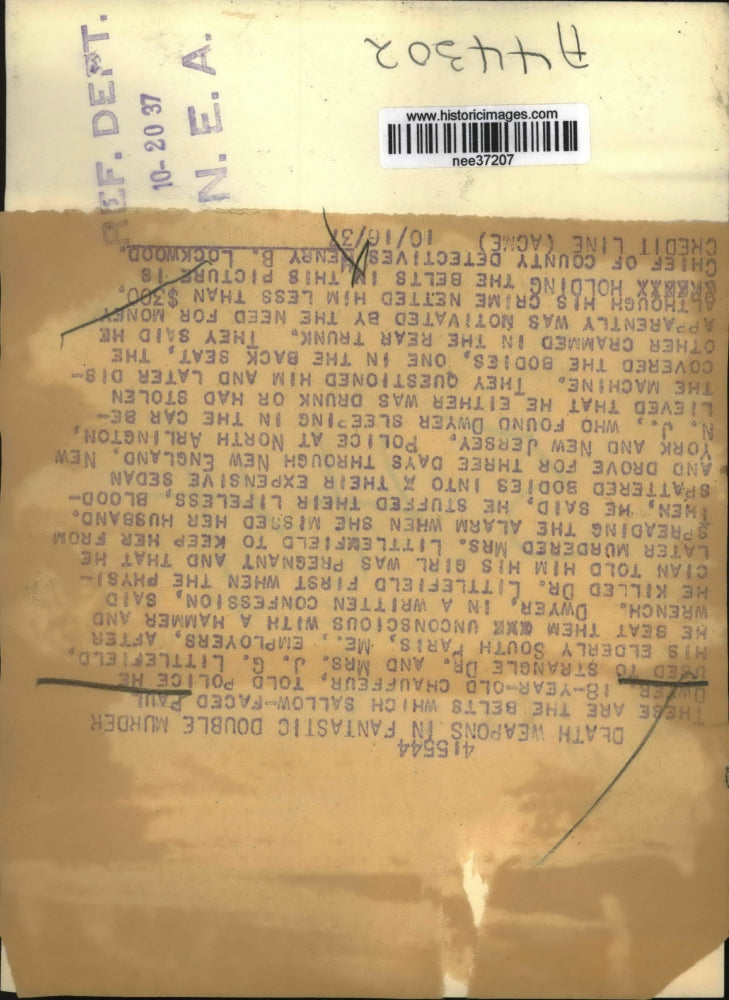 415544
DEATH WEAPONS IN FANTASTIC DOUBLE MURDER
THESE ARE THE BELTS WHICH SALLOW-FACED PAUL
DWYER, 18-YEAR-OLD CHAUFFEUR, TOLD POLICE HE
USED TO STRANGLE DR. AND MRS. J. G. LITTLEFIELD,
HIS ELDERLY SOUTH PARIS, ME., EMPLOYERS, AFTER
HE BEAT THEM UNCONSCIOUS WITH A HAMMER AND
WRENCH. DWYER, IN A WRITTEN CONFESSION, SAID
HE KILLED DR. LITTLEFIELD FIRST WHEN THE PHYSI-
CIAN TOLD HIM HIS GIRL WAS PREGNANT AND THAT HE
LATER MURDERED MRS. LITTLEFIELD TO KEEP HER FROM
SPREADING THE ALARM WHEN SHE MISSED HER HUSBAND.
THEN, HE SAID, HE STUFFED THEIR LIFELESS, BLOOD-
SPATTERED BODIES INTO X THEIR EXPENSIVE SEDAN
AND DROVE FOR THREE DAYS THROUGH NEW ENGLAND, NEW
YORK AND NEW JERSEY. POLICE AT NORTH ARLINGTON,
N. J., WHO FOUND DWYER SLEEPING IN THE CAR BE-
LIEVED THAT HE EITHER WAS DRUNK OR HAD STOLEN
THE MACHINE. THEY QUESTIONED HIM AND LATER DIS-
COVERED THE BODIES, ONE IN THE BACK SEAT, THE
OTHER CRAMMED IN THE REAR TRUNK. THEY SAID HE
APPARENTLY WAS MOTIVATED BY THE NEED FOR MONEY
ALTHOUGH HIS CRIME NETTED HIM LESS THAN $300.
HOLDING THE BELTS IN THIS PICTURE IS
CHIEF OF COUNTY DETECTIVES HENRY B. LOCKWOOD.
CREDIT LINE (ACME) 10/16/37
REF. DEPT.
10-20 37
N. E. A.
A44302
www.historicimages.com
nee37207